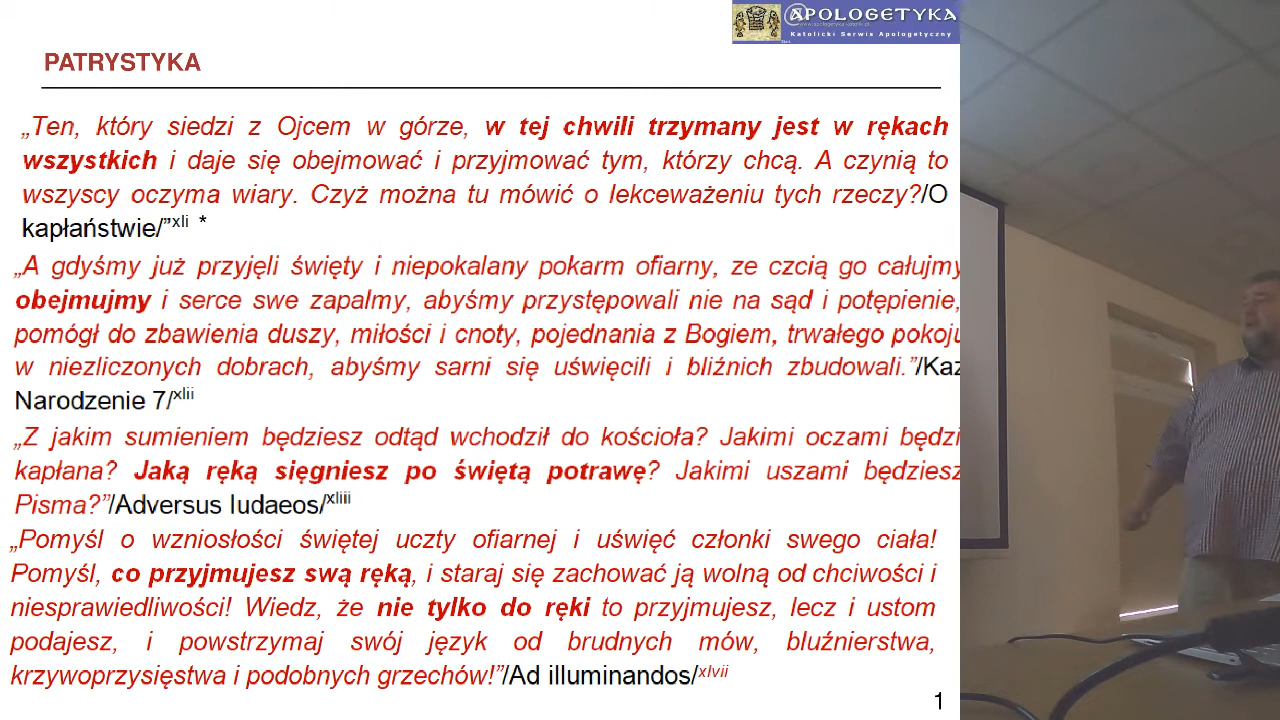 @POLOGETYKA
Katolicki Serwis Apologetyczny
PATRYSTYKA
„Ten, który siedzi z Ojcem w górze, w tej chwili trzymany jest w rękach
wszystkich i daje się obejmować i przyjmować tym, którzy chcą. A czynią to
wszyscy oczyma wiary. Czyż można tu mówić o lekceważeniu tych rzeczy?/O
kapłaństwie/”xli *
„A gdyśmy już przyjęli święty i niepokalany pokarm ofiarny, ze czcią go całujmy
obejmujmy i serce swe zapalmy, abyśmy przystępowali nie na sąd i potępienie,
pomógł do zbawienia duszy, miłości i cnoty, pojednania z Bogiem, trwałego pokoju
w niezliczonych dobrach, abyśmy sarni się uświęcili i bliźnich zbudowali.”/Kaz
Narodzenie 7/xlii
„Z jakim sumieniem będziesz odtąd wchodził do kościoła? Jakimi oczami będzi
kapłana? Jaką ręką sięgniesz po świętą potrawę? Jakimi uszami będziesz
Pisma?”/Adversus Iudaeos/xliii
„Pomyśl o wzniosłości świętej uczty ofiarnej i uświęć członki swego ciała!
Pomyśl, co przyjmujesz swą ręką, i staraj się zachować ją wolną od chciwości i
niesprawiedliwości! Wiedz, że nie tylko do ręki to przyjmujesz, lecz i ustom
podajesz, i powstrzymaj swój język od brudnych mów, bluźnierstwa,
krzywoprzysięstwa i podobnych grzechów!”/Ad illuminandos/xlvii
1